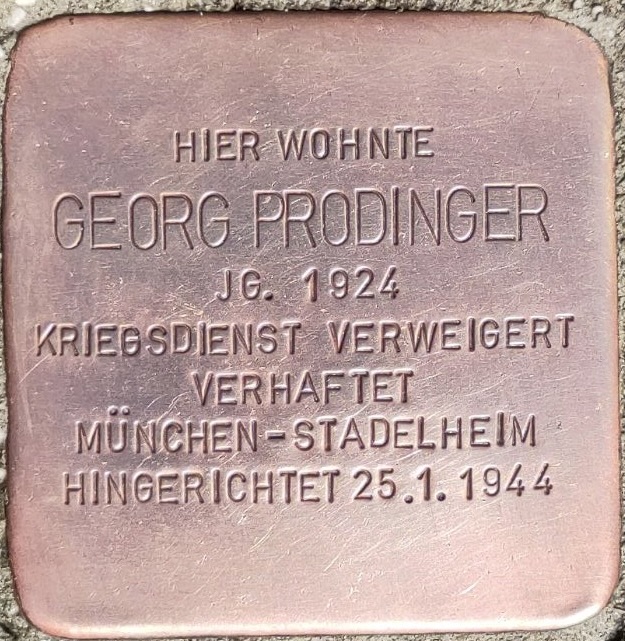 HIER WOHNTE
GEORG PRODINGER
JG. 1924
KRIEGSDIENST VERWEIGERT
VERHAFTET
MÜNCHEN-STADELHEIM
HINGERICHTET 25.1.1944